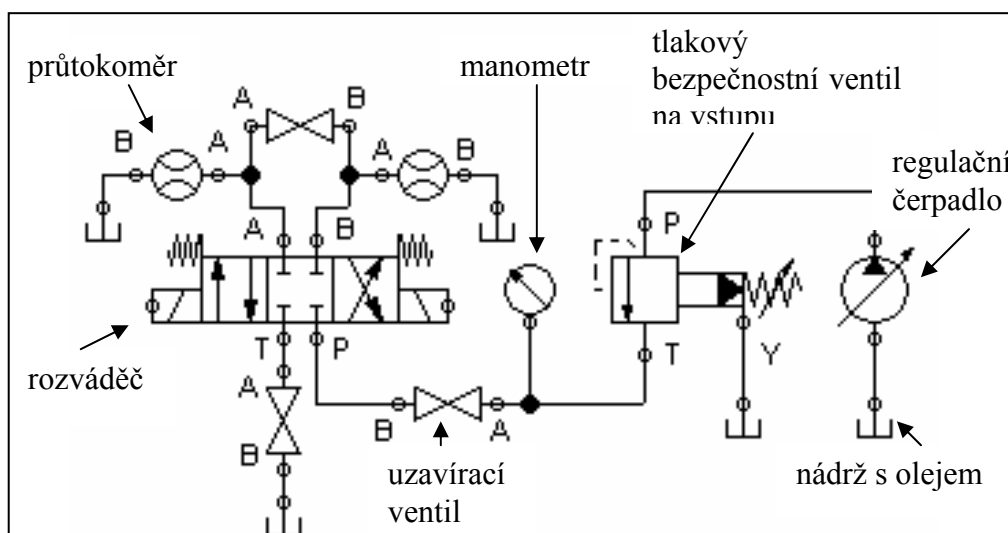 průtokoměr
manometr
tlakový
bezpečnostní ventil
na vstupu
regulační
čerpadlo
A
B
B
A
A
B
A
B
P
T
P
T
Y
rozváděč
A
B
B
A
uzavírací
ventil
nádrž s olejem